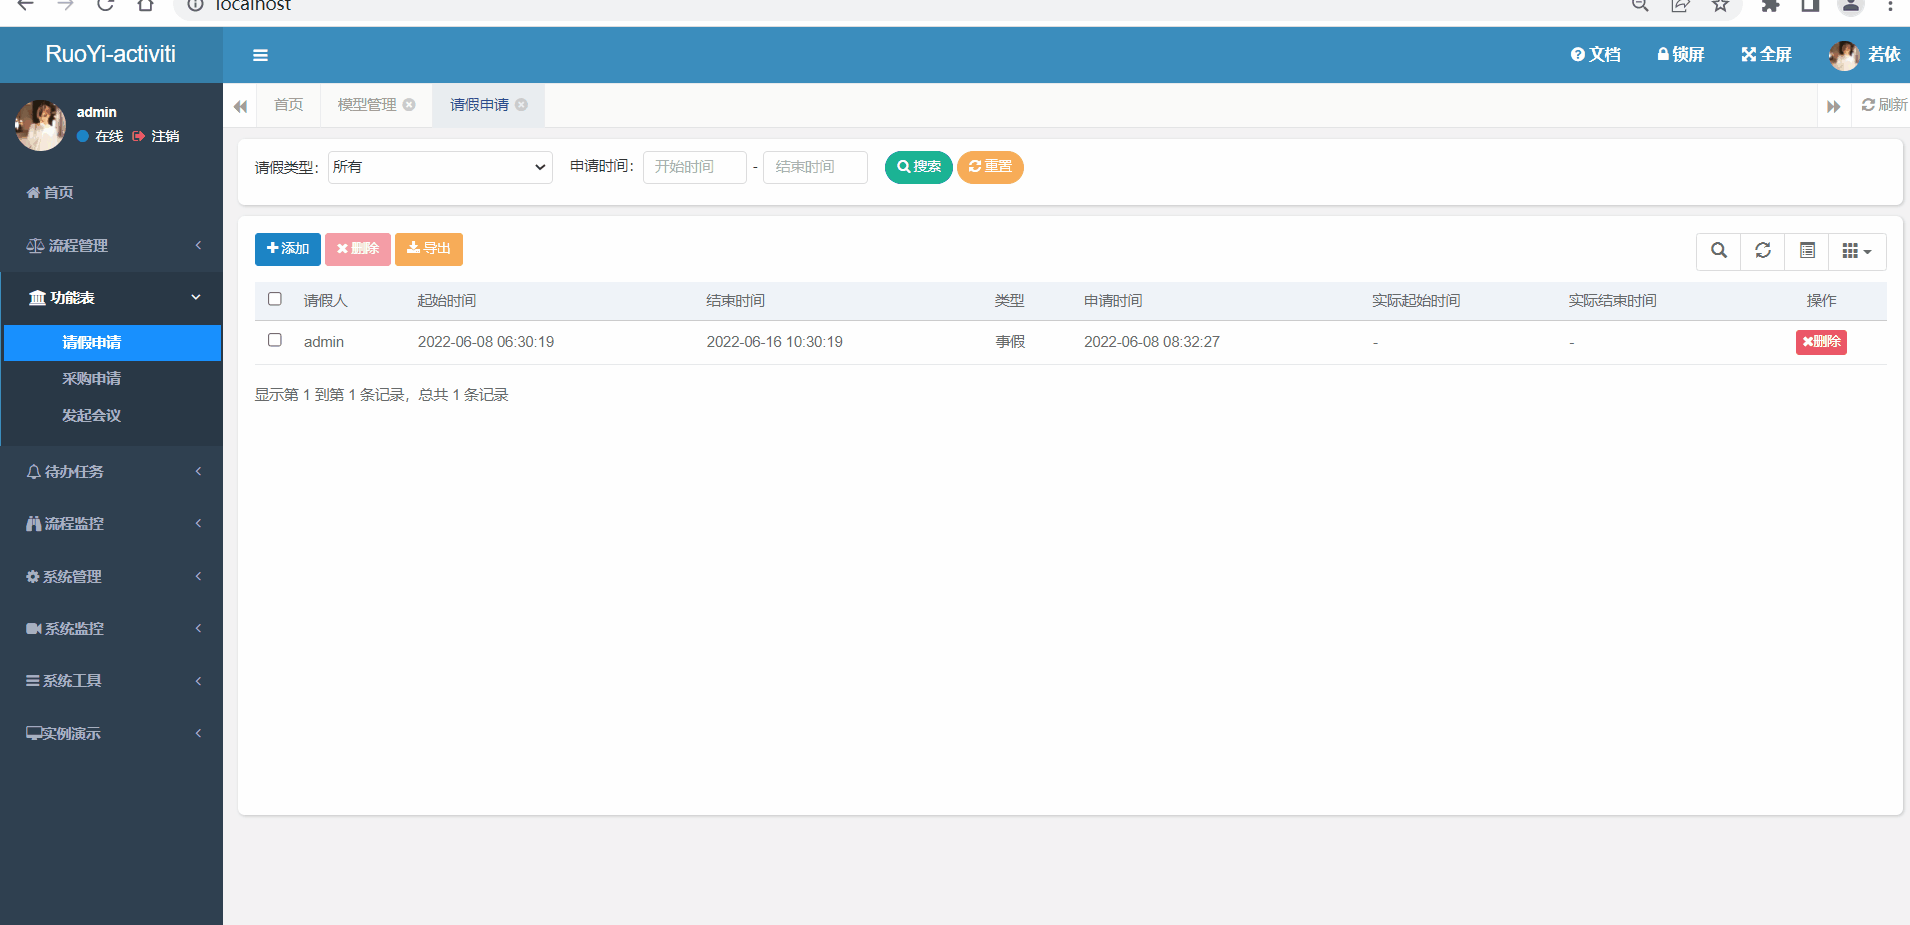 localhost
RuoYi-activiti
文档
锁屏
全屏
若依
admin
在线
注销
首页
模型管理
请假申请
刷新
首页
流程管理
功能表
请假申请
采购申请
发起会议
待办任务
流程监控
系统管理
系统监控
系统工具
实例演示
请假类型：
所有
申请时间：
开始时间
-
结束时间
搜索
重置
添加
删除
导出
请假人 起始时间 结束时间 类型 申请时间 实际起始时间 实际结束时间 操作
admin 2022-06-08 06:30:19 2022-06-16 10:30:19 事假 2022-06-08 08:32:27 - - 删除
显示第 1 到第 1 条记录，总共 1 条记录